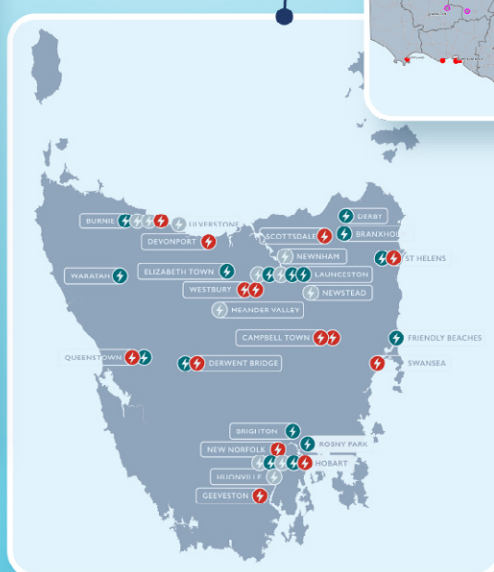 BURNIE
ULVERSTONE
DEVONPORT
DERBY
SCOTTSDALE
BRANXHOL
NEWNHAM
ST HELENS
WARATAH
ELIZABETH TOWN
LAUNCESTON
WESTBURY
NEWSTEAD
MEANDER VALLEY
CAMPBELL TOWN
FRIENDLY BEACHES
QUEENSTOWN
DERWENT BRIDGE
SWANSEA
BRIGHTON
ROSNY PARK
NEW NORFOLK
HOBART
HUONVILLE
GEEVESTON